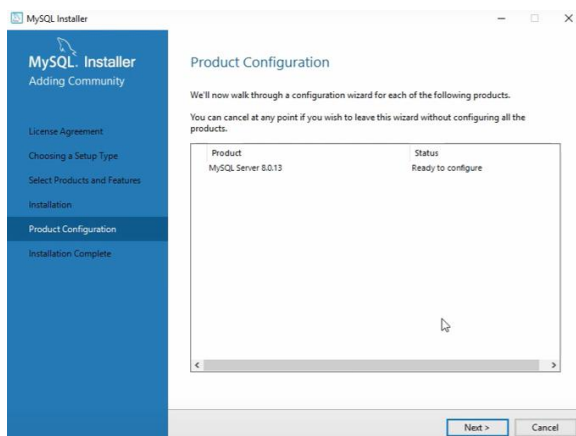 MySQL Installer
MySQL. Installer
Adding Community
License Agreement
Choosing a Setup Type
Select Products and Features
Installation
Product Configuration
Installation Complete
Product Configuration
We'll now walk through a configuration wizard for each of the following products.
You can cancel at any point if you wish to leave this wizard without configuring all the
products.
Product Status
MySQL Server 8.0.13 Ready to configure
Next > Cancel